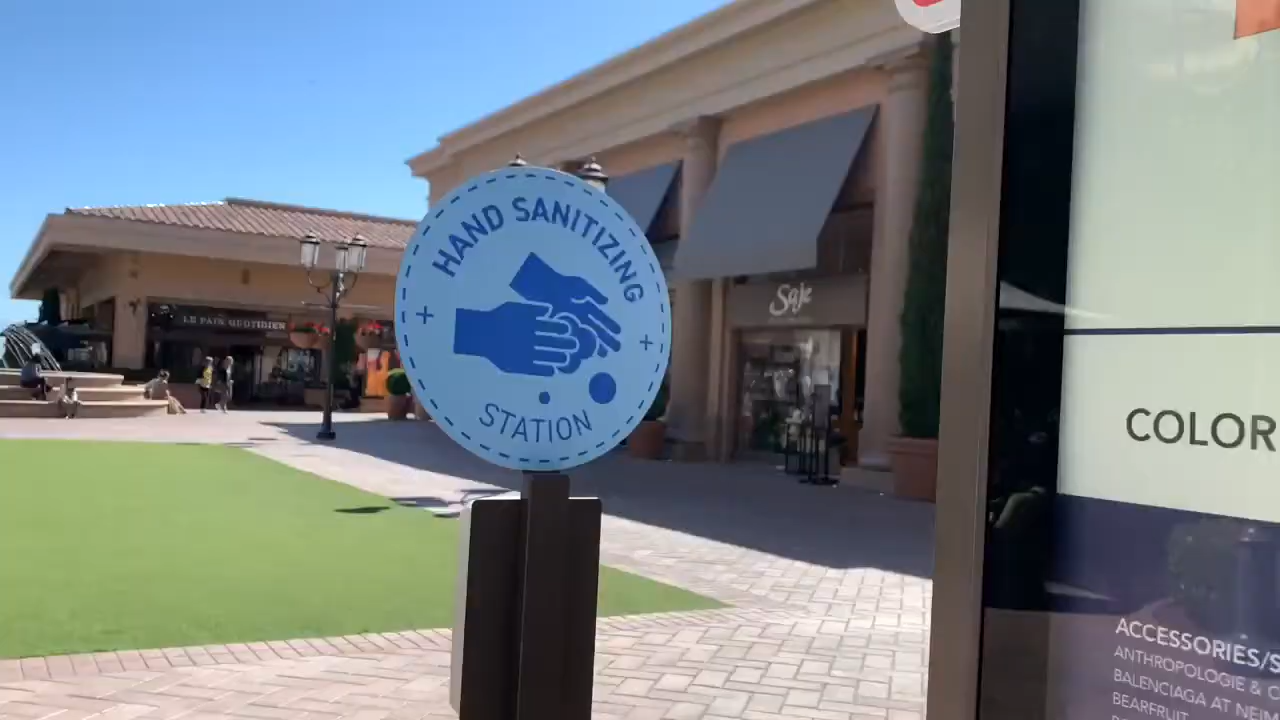 HAND SANITIZING
STATION
LE PAIN QUOTIDIEN
Saje
COLOR
ACCESSORIES/S
ANTHROPOLOGIE & C
BALENCIAGA AT NEIM
BEARFRUIT